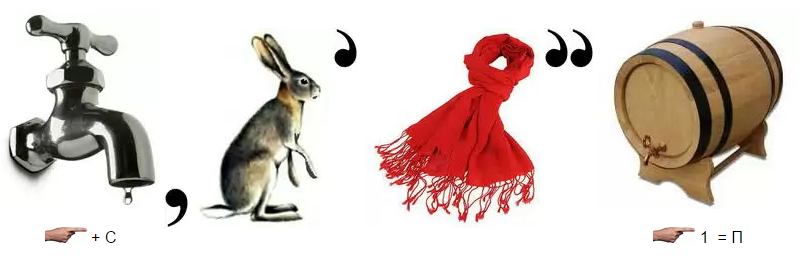 + С
1 = П